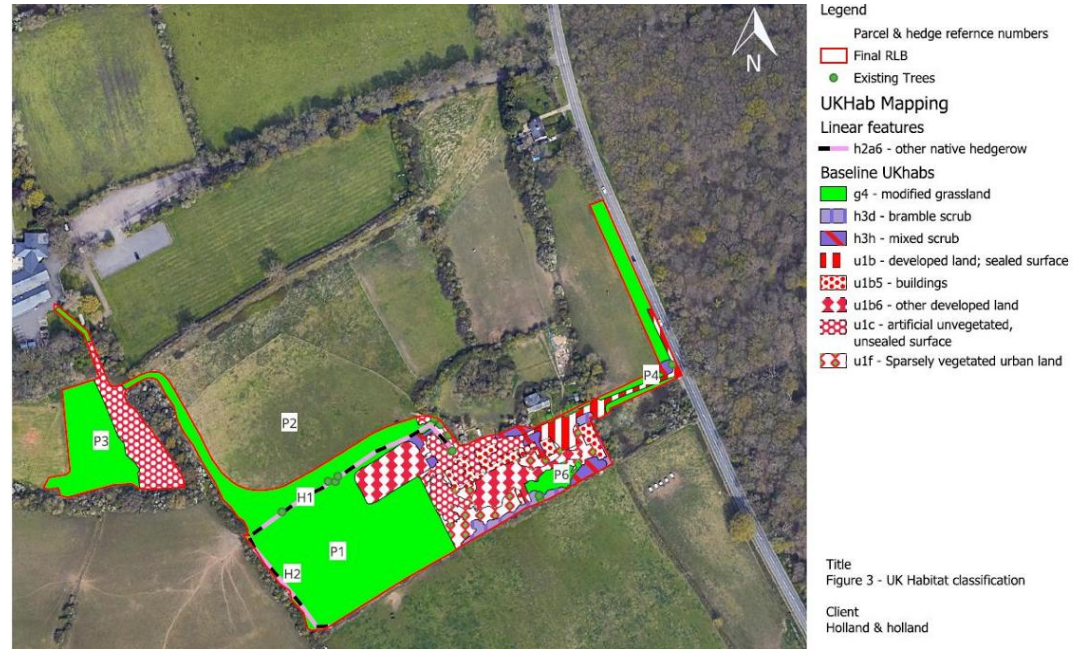 N
P4
P2
P3
P6
H1
P1
H2
Legend
Parcel & hedge refernce numbers
Final RLB
Existing Trees
UKHab Mapping
Linear features
h2a6 - other native hedgerow
Baseline UKhabs
g4 - modified grassland
h3d - bramble scrub
h3h - mixed scrub
u1b - developed land; sealed surface
u1b5 - buildings
u1b6 - other developed land
u1c - artificial unvegetated,
unsealed surface
u1f - Sparsely vegetated urban land
Title
Figure 3 - UK Habitat classification
Client
Holland & holland